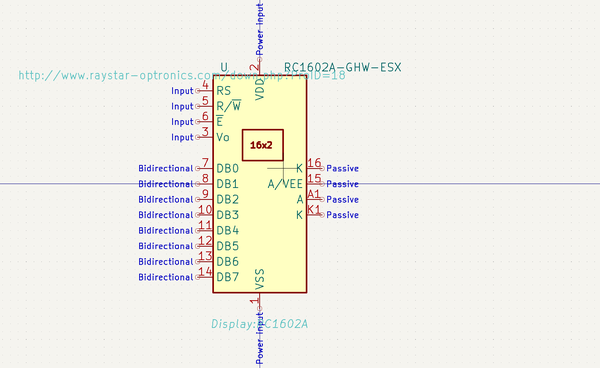 Power input
2
U RC1602A-GHW-ESX
http://www.raystar-optronics.com/down.php?ProID=18
VDD
Input 4 RS
Input 5 R/W̅
Input 6 E̅
Input 3 Vo
16x2
Bidirectional 7 DB0 K 16 Passive
Bidirectional 8 DB1 A/VEE 15 Passive
Bidirectional 9 DB2 A A1 Passive
Bidirectional 10 DB3 K K1 Passive
Bidirectional 11 DB4
Bidirectional 12 DB5
Bidirectional 13 DB6
Bidirectional 14 DB7
VSS
1
Display:RC1602A
Power input